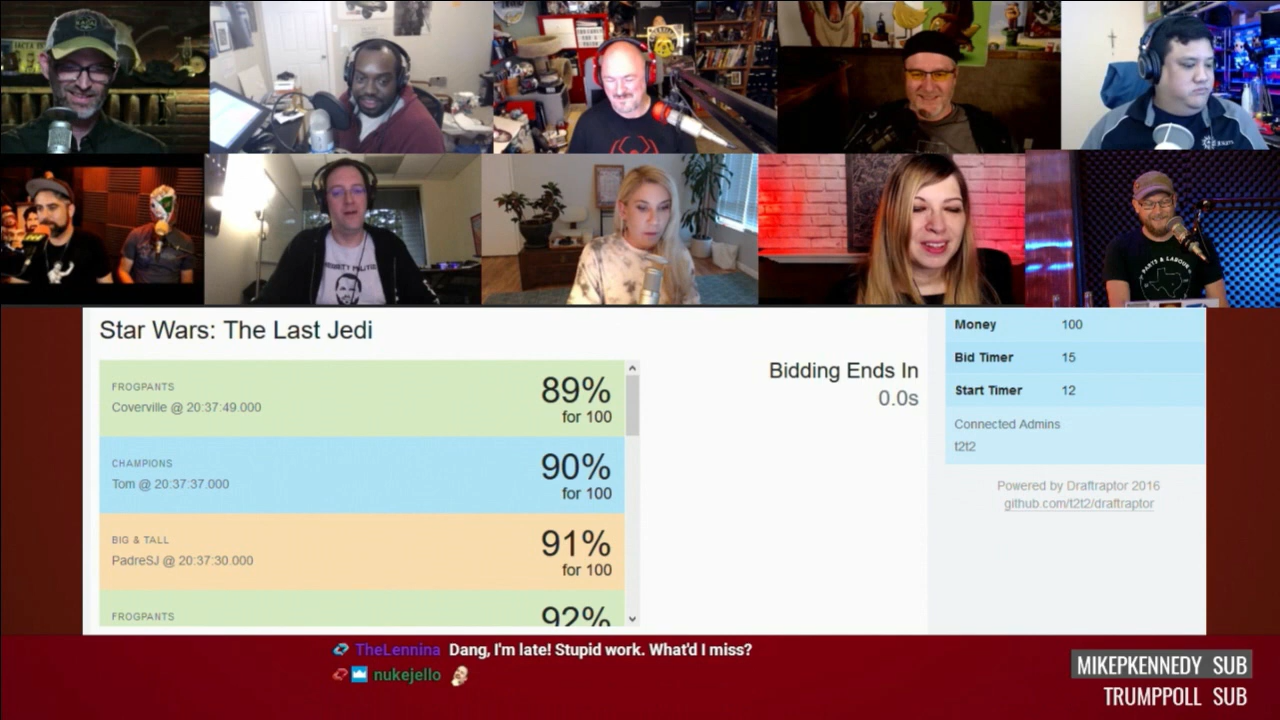 PARTS & LABOUR
Star Wars: The Last Jedi
FROGPANTS
Coverville @ 20:37:49.000
89%
for 100
CHAMPIONS
Tom @ 20:37:37.000
90%
for 100
BIG & TALL
PadreSJ @ 20:37:30.000
91%
for 100
FROGPANTS
92%
Bidding Ends In
0.0s
Money 100
Bid Timer 15
Start Timer 12
Connected Admins
t2t2
Powered by Draftraptor 2016
github.com/t2t2/draftraptor
TheLennina Dang, I'm late! Stupid work. What'd I miss?
nukejello
MIKEPKENNEDY SUB
TRUMPPOLL SUB